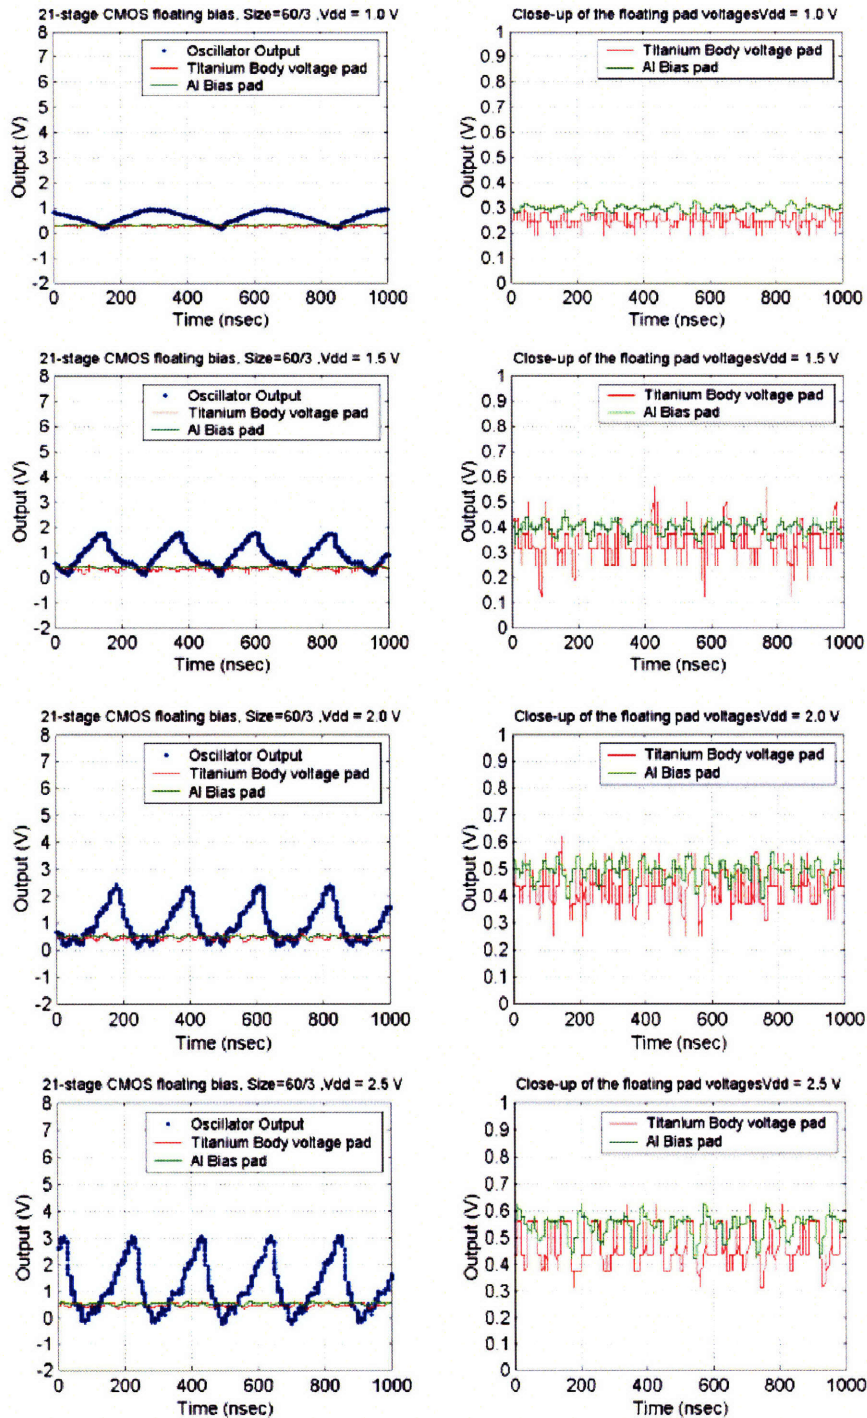 21-stage CMOS floating bias, Size=60/3 ,Vdd = 1.0 V
Oscillator Output
Titanium Body voltage pad
Al Bias pad
Output (V)
8
7
6
5
4
3
2
1
0
-1
-2
0 200 400 600 800 1000
Time (nsec)
Close-up of the floating pad voltagesVdd = 1.0 V
Titanium Body voltage pad
Al Bias pad
Output (V)
1
0.9
0.8
0.7
0.6
0.5
0.4
0.3
0.2
0.1
0
0 200 400 600 800 1000
Time (nsec)
21-stage CMOS floating bias, Size=60/3 ,Vdd = 1.5 V
Oscillator Output
Titanium Body voltage pad
Al Bias pad
Output (V)
8
7
6
5
4
3
2
1
0
-1
-2
0 200 400 600 800 1000
Time (nsec)
Close-up of the floating pad voltagesVdd = 1.5 V
Titanium Body voltage pad
Al Bias pad
Output (V)
1
0.9
0.8
0.7
0.6
0.5
0.4
0.3
0.2
0.1
0
0 200 400 600 800 1000
Time (nsec)
21-stage CMOS floating bias, Size=60/3 ,Vdd = 2.0 V
Oscillator Output
Titanium Body voltage pad
Al Bias pad
Output (V)
8
7
6
5
4
3
2
1
0
-1
-2
0 200 400 600 800 1000
Time (nsec)
Close-up of the floating pad voltagesVdd = 2.0 V
Titanium Body voltage pad
Al Bias pad
Output (V)
1
0.9
0.8
0.7
0.6
0.5
0.4
0.3
0.2
0.1
0
0 200 400 600 800 1000
Time (nsec)
21-stage CMOS floating bias, Size=60/3 ,Vdd = 2.5 V
Oscillator Output
Titanium Body voltage pad
Al Bias pad
Output (V)
8
7
6
5
4
3
2
1
0
-1
-2
0 200 400 600 800 1000
Time (nsec)
Close-up of the floating pad voltagesVdd = 2.5 V
Titanium Body voltage pad
Al Bias pad
Output (V)
1
0.9
0.8
0.7
0.6
0.5
0.4
0.3
0.2
0.1
0
0 200 400 600 800 1000
Time (nsec)